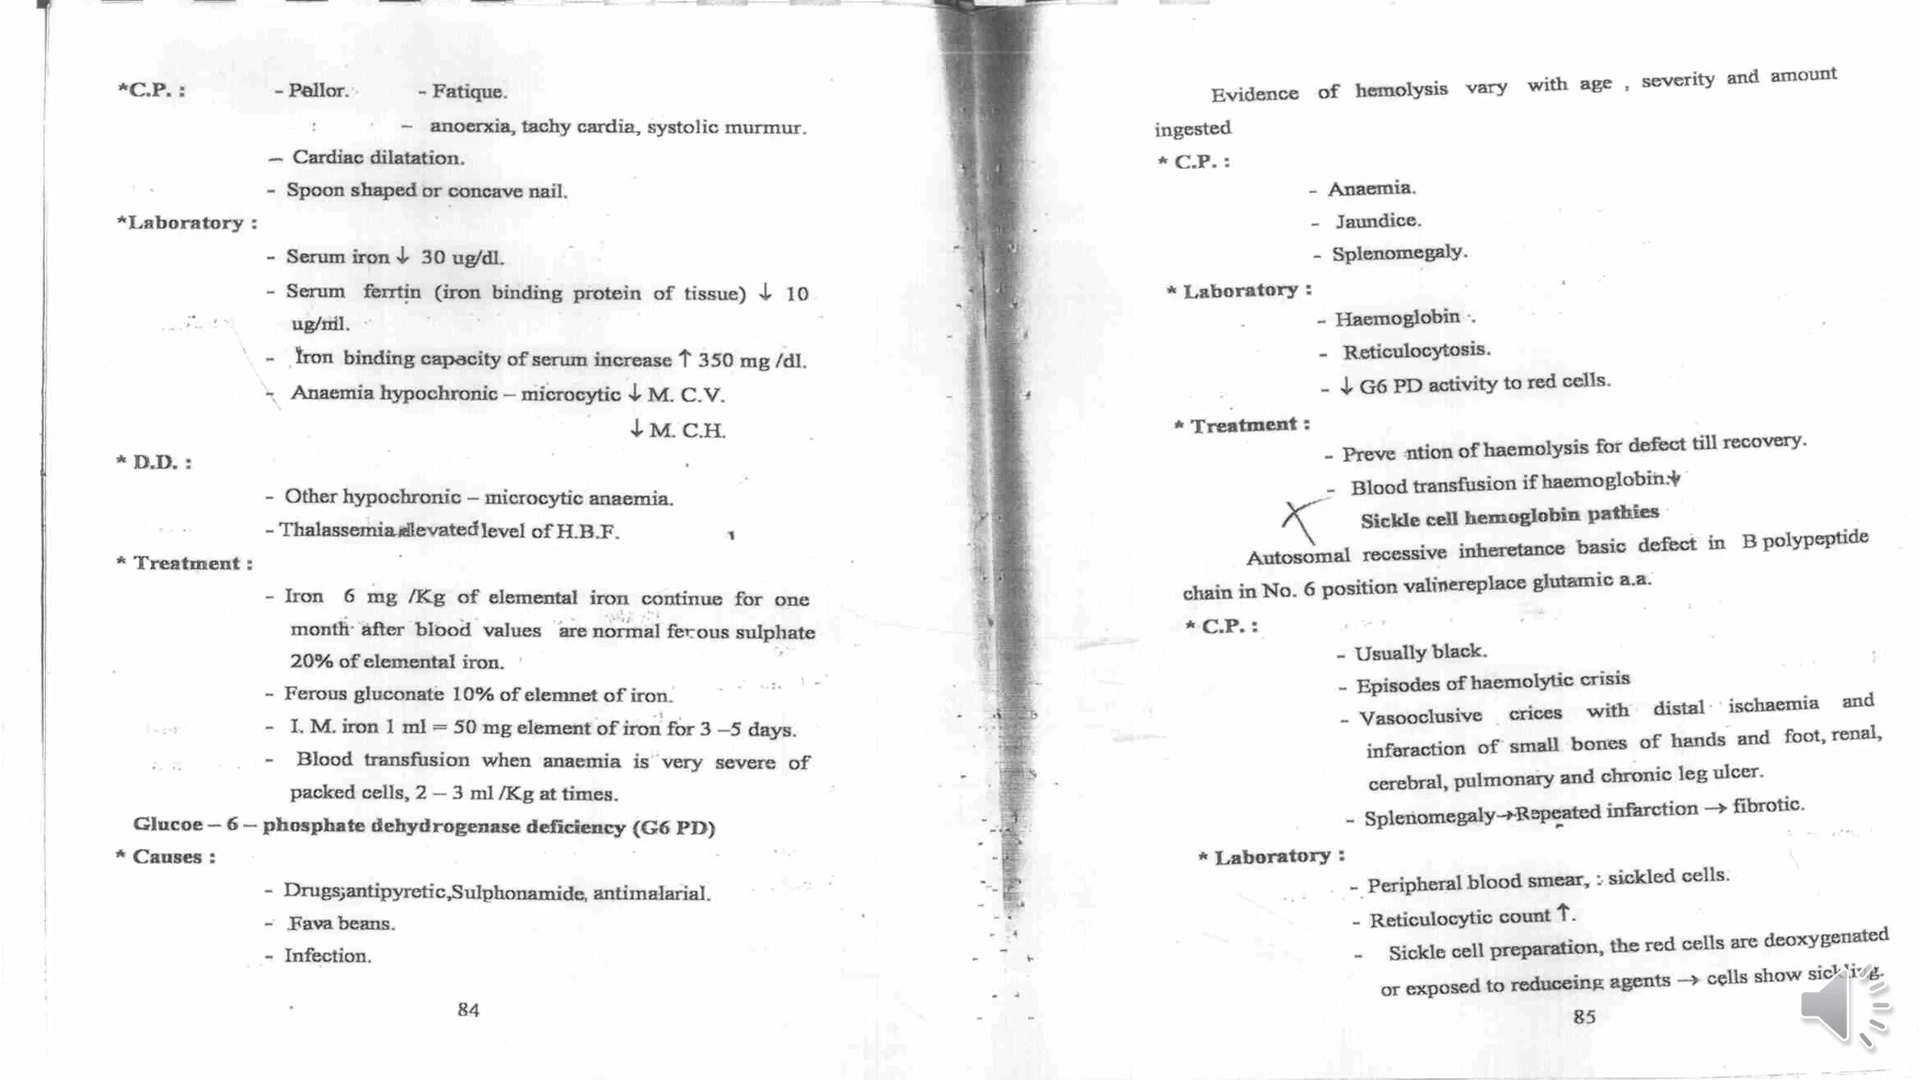 *C.P. : - Pallor. - Fatique.
: - anoerxia, tachy cardia, systolic murmur.
- Cardiac dilatation.
- Spoon shaped or concave nail.
*Laboratory :
- Serum iron ↓ 30 ug/dl.
- Serum ferrtin (iron binding protein of tissue) ↓ 10
ug/ml.
- Iron binding capacity of serum increase ↑ 350 mg /dl.
- Anaemia hypochronic – microcytic ↓ M. C.V.
↓ M. C.H.
* D.D. :
- Other hypochronic – microcytic anaemia.
- Thalassemia elevated level of H.B.F.
* Treatment :
- Iron 6 mg /Kg of elemental iron continue for one
month after blood values are normal ferous sulphate
20% of elemental iron.
- Ferous gluconate 10% of elemnet of iron.
- I. M. iron 1 ml = 50 mg element of iron for 3 –5 days.
- Blood transfusion when anaemia is very severe of
packed cells, 2 – 3 ml /Kg at times.
Glucoe – 6 – phosphate dehydrogenase deficiency (G6 PD)
* Causes :
- Drugs;antipyretic,Sulphonamide, antimalarial.
- Fava beans.
- Infection.
84
Evidence of hemolysis vary with age , severity and amount
ingested
* C.P. :
- Anaemia.
- Jaundice.
- Splenomegaly.
* Laboratory :
- Haemoglobin .
- Reticulocytosis.
- ↓ G6 PD activity to red cells.
* Treatment :
- Preve ntion of haemolysis for defect till recovery.
- Blood transfusion if haemoglobin ↓
Sickle cell hemoglobin pathies
Autosomal recessive inheretance basic defect in B polypeptide
chain in No. 6 position valinereplace glutamic a.a.
* C.P. :
- Usually black.
- Episodes of haemolytic crisis
- Vasooclusive crices with distal ischaemia and
infaraction of small bones of hands and foot, renal,
cerebral, pulmonary and chronic leg ulcer.
- Splenomegaly→Repeated infarction → fibrotic.
* Laboratory :
- Peripheral blood smear, : sickled cells.
- Reticulocytic count ↑.
- Sickle cell preparation, the red cells are deoxygenated
or exposed to reduceing agents → cells show sickling.
85